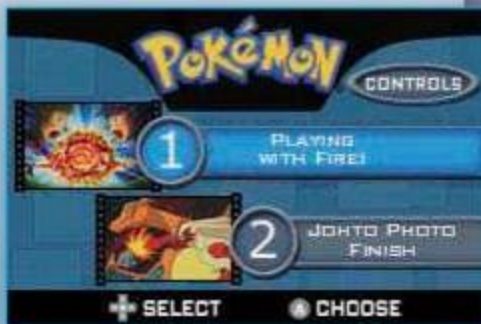 POKéMON
CONTROLS
1
PLAYING
WITH FIRE!
2
JOHTO PHOTO
FINISH
SELECT
A CHOOSE